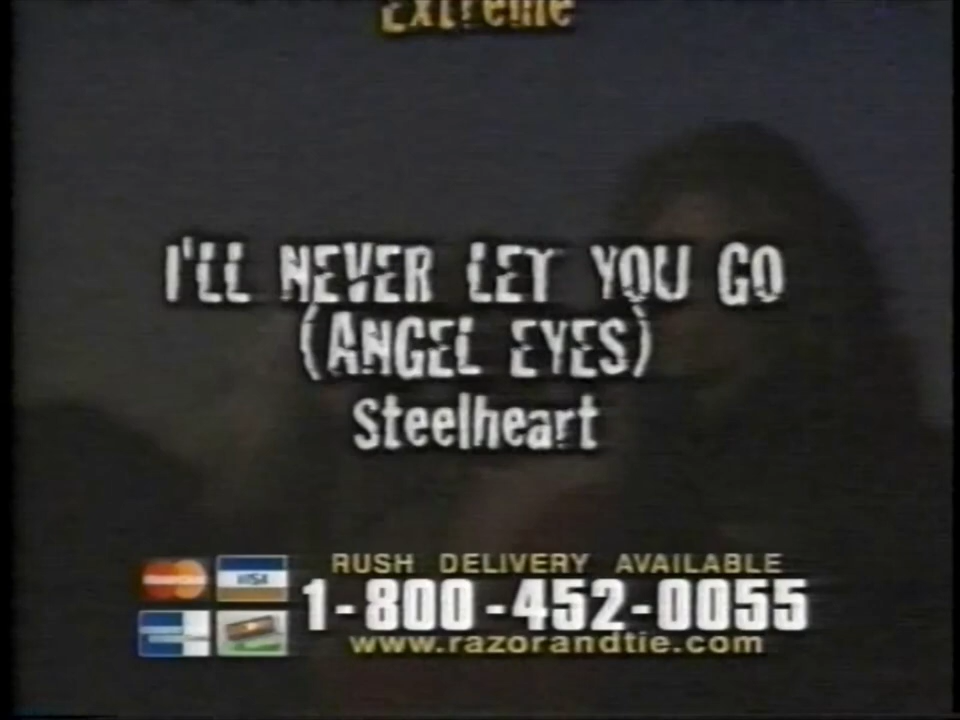 Extreme
I'LL NEVER LET YOU GO
(ANGEL EYES)
Steelheart
RUSH DELIVERY AVAILABLE
VISA
1-800-452-0055
www.razorandtie.com